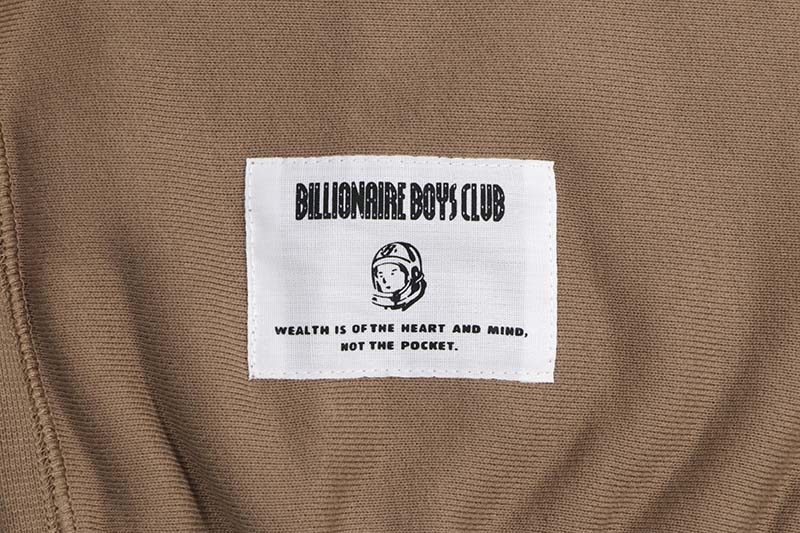 BILLIONAIRE BOYS CLUB
WEALTH IS OF THE HEART AND MIND,
NOT THE POCKET.